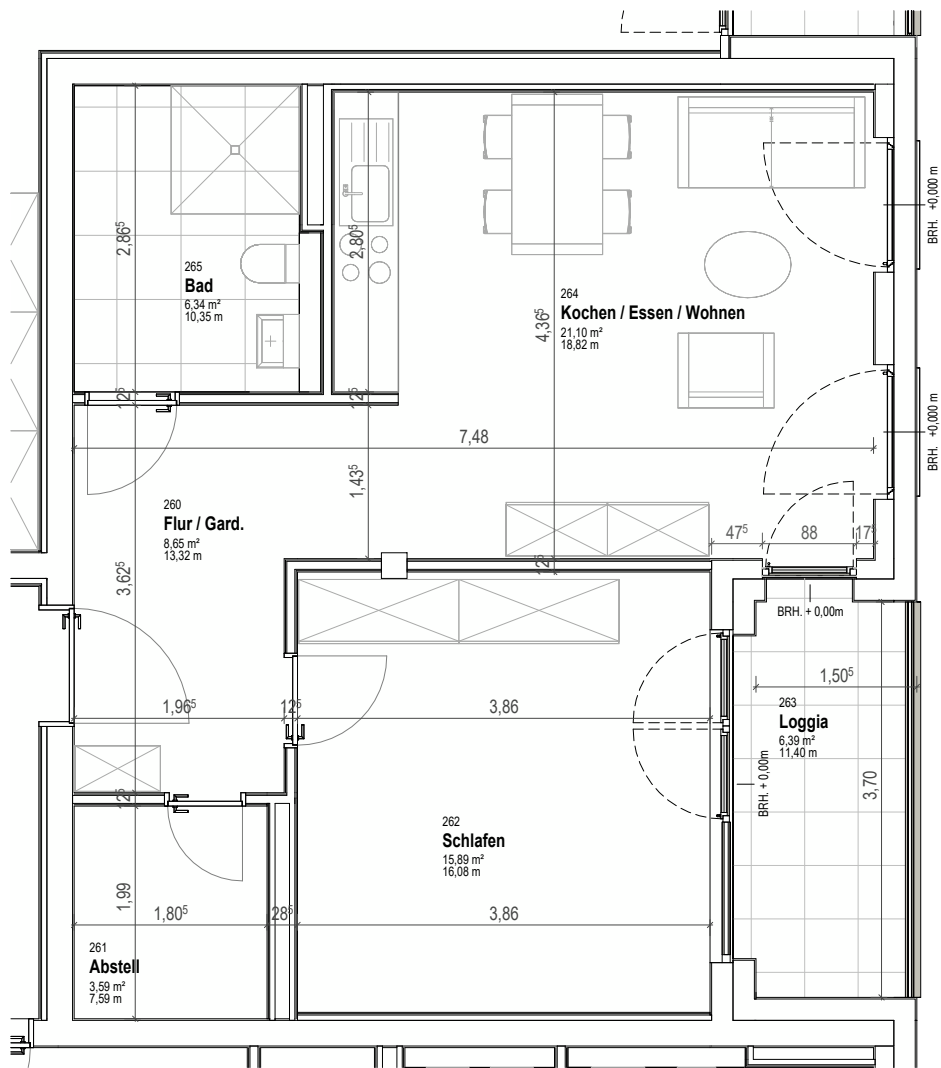 BRH. +0,000 m
2,86⁵
2,80⁵
265
Bad
6,34 m²
10,35 m
264
Kochen / Essen / Wohnen
21,10 m²
18,82 m
4,36⁵
12⁵
12⁵
BRH. +0,000 m
7,48
1,43⁵
260
Flur / Gard.
8,65 m²
13,32 m
47⁵
88
17⁵
12⁵
3,62⁵
BRH. + 0,00m
1,50⁵
1,96⁵
12⁵
3,86
263
Loggia
6,39 m²
11,40 m
BRH. + 0,00m
3,70
12⁵
262
Schlafen
15,89 m²
16,08 m
1,99
1,80⁵
28⁵
3,86
261
Abstell
3,59 m²
7,59 m